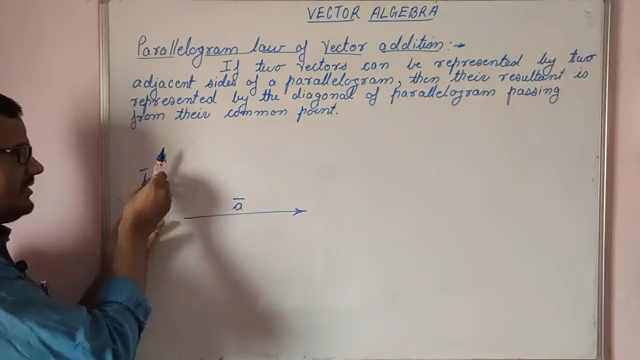 VECTOR ALGEBRA
Parallelogram law of Vector addition:→
If two vectors can be represented by two
adjacent sides of a parallelogram, then their resultant is
represented by the diagonal of parallelogram passing
from their common point.
a̅